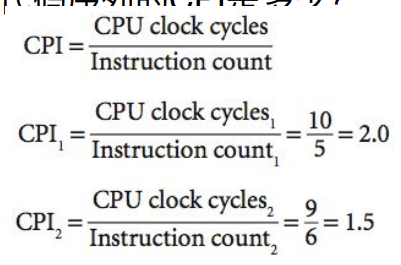 CPI = CPU clock cycles / Instruction count
CPI₁ = CPU clock cycles₁ / Instruction count₁ = 10 / 5 = 2.0
CPI₂ = CPU clock cycles₂ / Instruction count₂ = 9 / 6 = 1.5